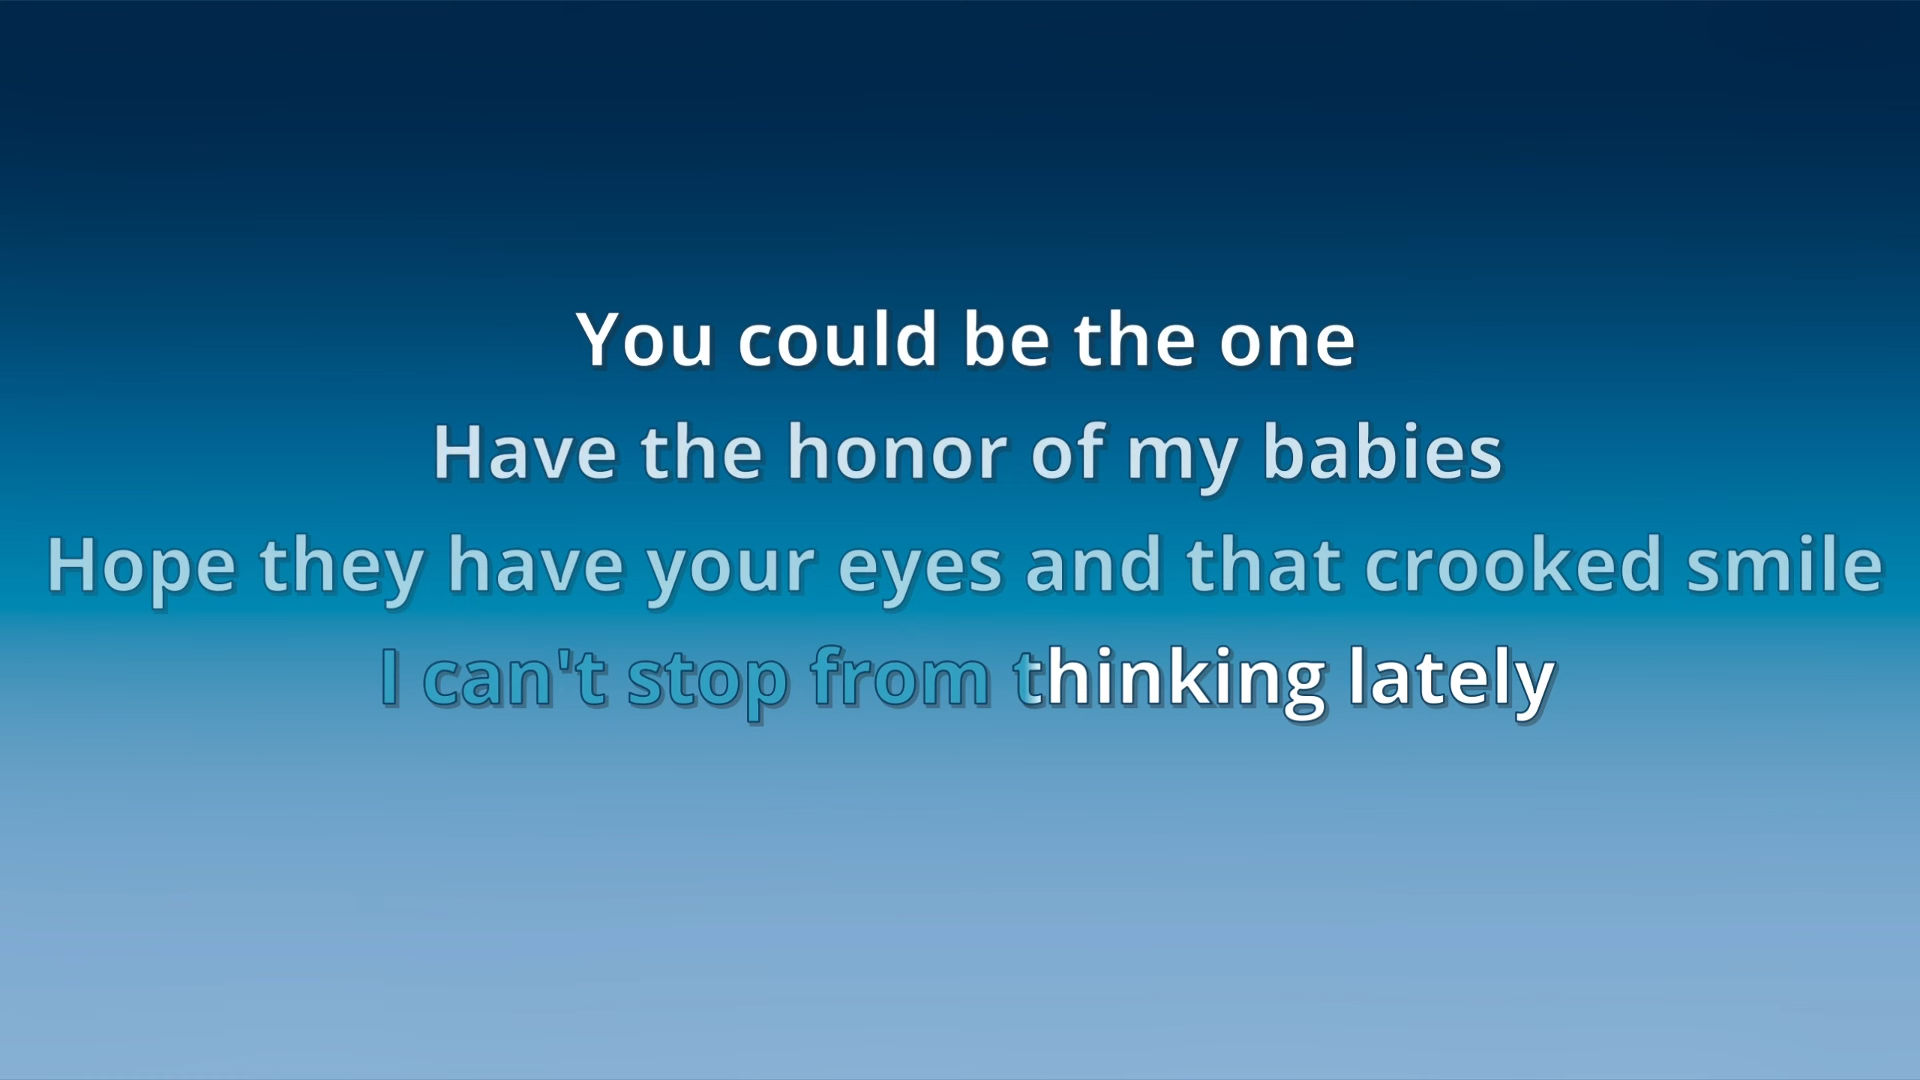 You could be the one
Have the honor of my babies
Hope they have your eyes and that crooked smile
I can't stop from thinking lately